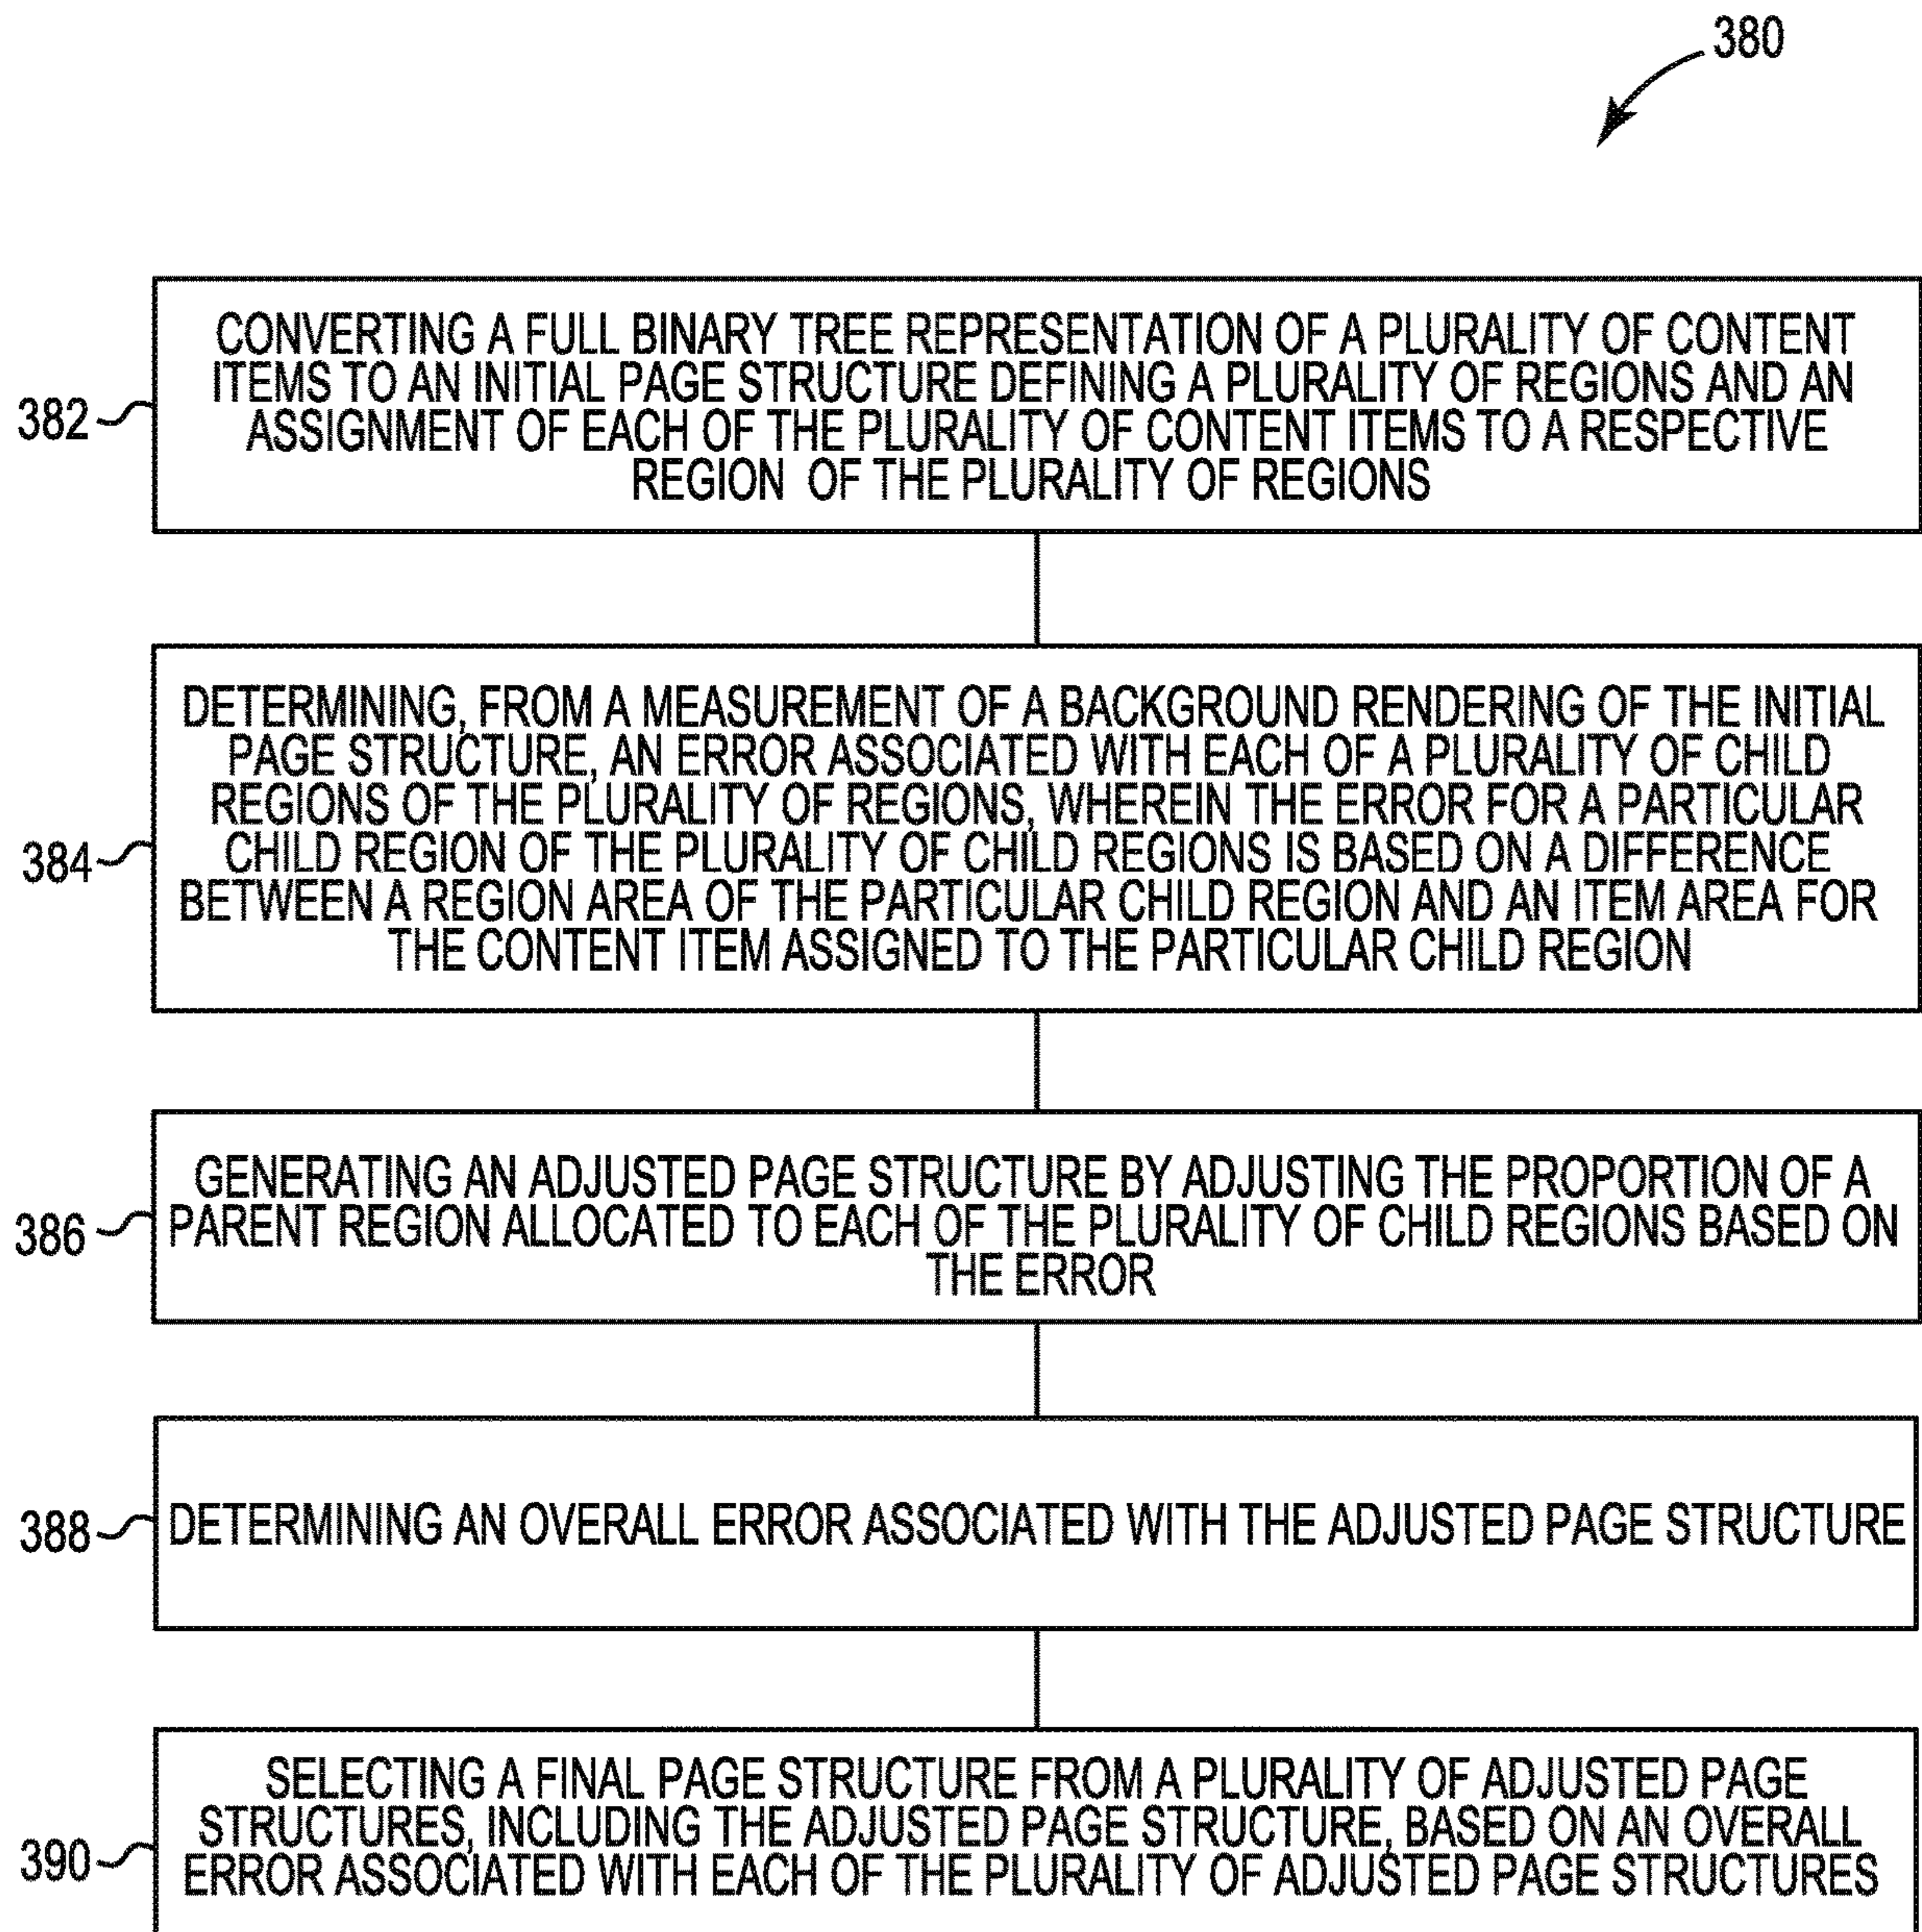 380
CONVERTING A FULL BINARY TREE REPRESENTATION OF A PLURALITY OF CONTENT
ITEMS TO AN INITIAL PAGE STRUCTURE DEFINING A PLURALITY OF REGIONS AND AN
382
ASSIGNMENT OF EACH OF THE PLURALITY OF CONTENT ITEMS TO A RESPECTIVE
REGION OF THE PLURALITY OF REGIONS
DETERMINING, FROM A MEASUREMENT OF A BACKGROUND RENDERING OF THE INITIAL
PAGE STRUCTURE, AN ERROR ASSOCIATED WITH EACH OF A PLURALITY OF CHILD
REGIONS OF THE PLURALITY OF REGIONS, WHEREIN THE ERROR FOR A PARTICULAR
384
CHILD REGION OF THE PLURALITY OF CHILD REGIONS IS BASED ON A DIFFERENCE
BETWEEN A REGION AREA OF THE PARTICULAR CHILD REGION AND AN ITEM AREA FOR
THE CONTENT ITEM ASSIGNED TO THE PARTICULAR CHILD REGION
GENERATING AN ADJUSTED PAGE STRUCTURE BY ADJUSTING THE PROPORTION OF A
386
PARENT REGION ALLOCATED TO EACH OF THE PLURALITY OF CHILD REGIONS BASED ON
THE ERROR
388
DETERMINING AN OVERALL ERROR ASSOCIATED WITH THE ADJUSTED PAGE STRUCTURE
SELECTING A FINAL PAGE STRUCTURE FROM A PLURALITY OF ADJUSTED PAGE
STRUCTURES, INCLUDING THE ADJUSTED PAGE STRUCTURE, BASED ON AN OVERALL
390
ERROR ASSOCIATED WITH EACH OF THE PLURALITY OF ADJUSTED PAGE STRUCTURES